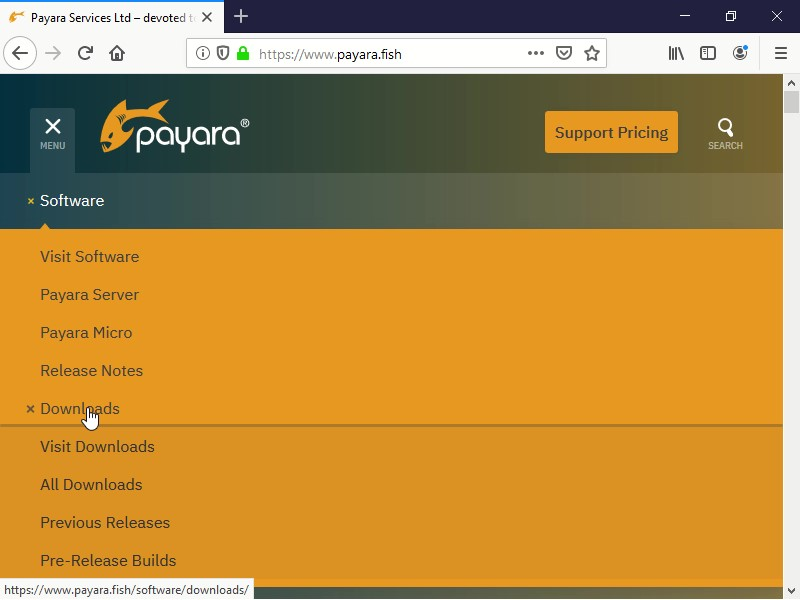 Payara Services Ltd – devoted t
https://www.payara.fish
MENU
payara®
Support Pricing
SEARCH
Software
Visit Software
Payara Server
Payara Micro
Release Notes
Downloads
Visit Downloads
All Downloads
Previous Releases
Pre-Release Builds
https://www.payara.fish/software/downloads/